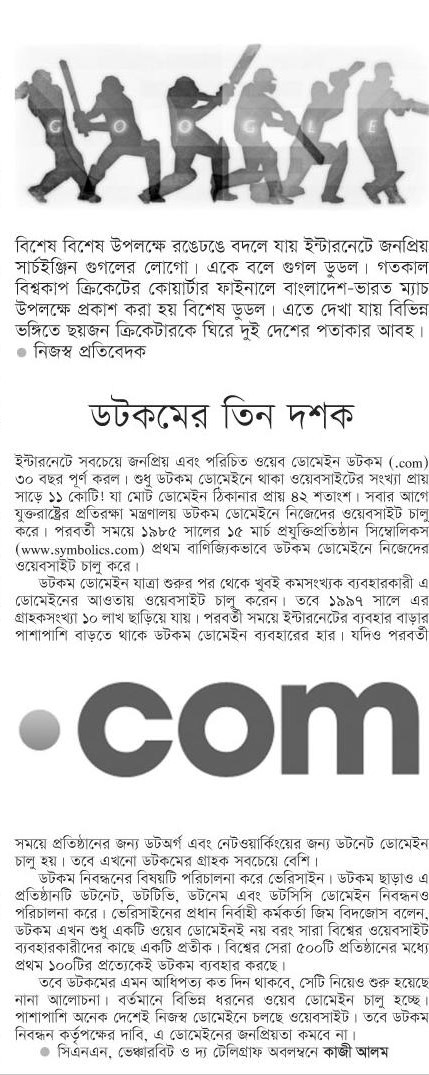 GOOGLE
বিশেষ বিশেষ উপলক্ষে রঙেঢঙে বদলে যায় ইন্টারনেটে জনপ্রিয়
সার্চইঞ্জিন গুগলের লোগো। একে বলে গুগল ডুডল। গতকাল
বিশ্বকাপ ক্রিকেটের কোয়ার্টার ফাইনালে বাংলাদেশ-ভারত ম্যাচ
উপলক্ষে প্রকাশ করা হয় বিশেষ ডুডল। এতে দেখা যায় বিভিন্ন
ভঙ্গিতে ছয়জন ক্রিকেটারকে ঘিরে দুই দেশের পতাকার আবহ।
● নিজস্ব প্রতিবেদক
ডটকমের তিন দশক
ইন্টারনেটে সবচেয়ে জনপ্রিয় এবং পরিচিত ওয়েব ডোমেইন ডটকম (.com)
৩০ বছর পূর্ণ করল। শুধু ডটকম ডোমেইনে থাকা ওয়েবসাইটের সংখ্যা প্রায়
সাড়ে ১১ কোটি! যা মোট ডোমেইন ঠিকানার প্রায় ৪২ শতাংশ। সবার আগে
যুক্তরাষ্ট্রের প্রতিরক্ষা মন্ত্রণালয় ডটকম ডোমেইনে নিজেদের ওয়েবসাইট চালু
করে। পরবর্তী সময়ে ১৯৮৫ সালের ১৫ মার্চ প্রযুক্তিপ্রতিষ্ঠান সিম্বোলিকস
(www.symbolics.com) প্রথম বাণিজ্যিকভাবে ডটকম ডোমেইনে নিজেদের
ওয়েবসাইট চালু করে।
ডটকম ডোমেইন যাত্রা শুরুর পর থেকে খুবই কমসংখ্যক ব্যবহারকারী এ
ডোমেইনের আওতায় ওয়েবসাইট চালু করেন। তবে ১৯৯৭ সালে এর
গ্রাহকসংখ্যা ১০ লাখ ছাড়িয়ে যায়। পরবর্তী সময়ে ইন্টারনেটের ব্যবহার বাড়ার
পাশাপাশি বাড়তে থাকে ডটকম ডোমেইন ব্যবহারের হার। যদিও পরবর্তী
.com
সময়ে প্রতিষ্ঠানের জন্য ডটঅর্গ এবং নেটওয়ার্কিংয়ের জন্য ডটনেট ডোমেইন
চালু হয়। তবে এখনো ডটকমের গ্রাহক সবচেয়ে বেশি।
ডটকম নিবন্ধনের বিষয়টি পরিচালনা করে ভেরিসাইন। ডটকম ছাড়াও এ
প্রতিষ্ঠানটি ডটনেট, ডটটিভি, ডটনেম এবং ডটসিসি ডোমেইন নিবন্ধনও
পরিচালনা করে। ভেরিসাইনের প্রধান নির্বাহী কর্মকর্তা জিম বিদজোস বলেন,
ডটকম এখন শুধু একটি ওয়েব ডোমেইনই নয় বরং সারা বিশ্বের ওয়েবসাইট
ব্যবহারকারীদের কাছে একটি প্রতীক। বিশ্বের সেরা ৫০০টি প্রতিষ্ঠানের মধ্যে
প্রথম ১০০টির প্রত্যেকেই ডটকম ব্যবহার করছে।
তবে ডটকমের এমন আধিপত্য কত দিন থাকবে, সেটি নিয়েও শুরু হয়েছে
নানা আলোচনা। বর্তমানে বিভিন্ন ধরনের ওয়েব ডোমেইন চালু হচ্ছে।
পাশাপাশি অনেক দেশেই নিজস্ব ডোমেইনে চলছে ওয়েবসাইট। তবে ডটকম
নিবন্ধন কর্তৃপক্ষের দাবি, এ ডোমেইনের জনপ্রিয়তা কমবে না।
● সিএনএন, ভেঞ্চারবিট ও দ্য টেলিগ্রাফ অবলম্বনে কাজী আলম